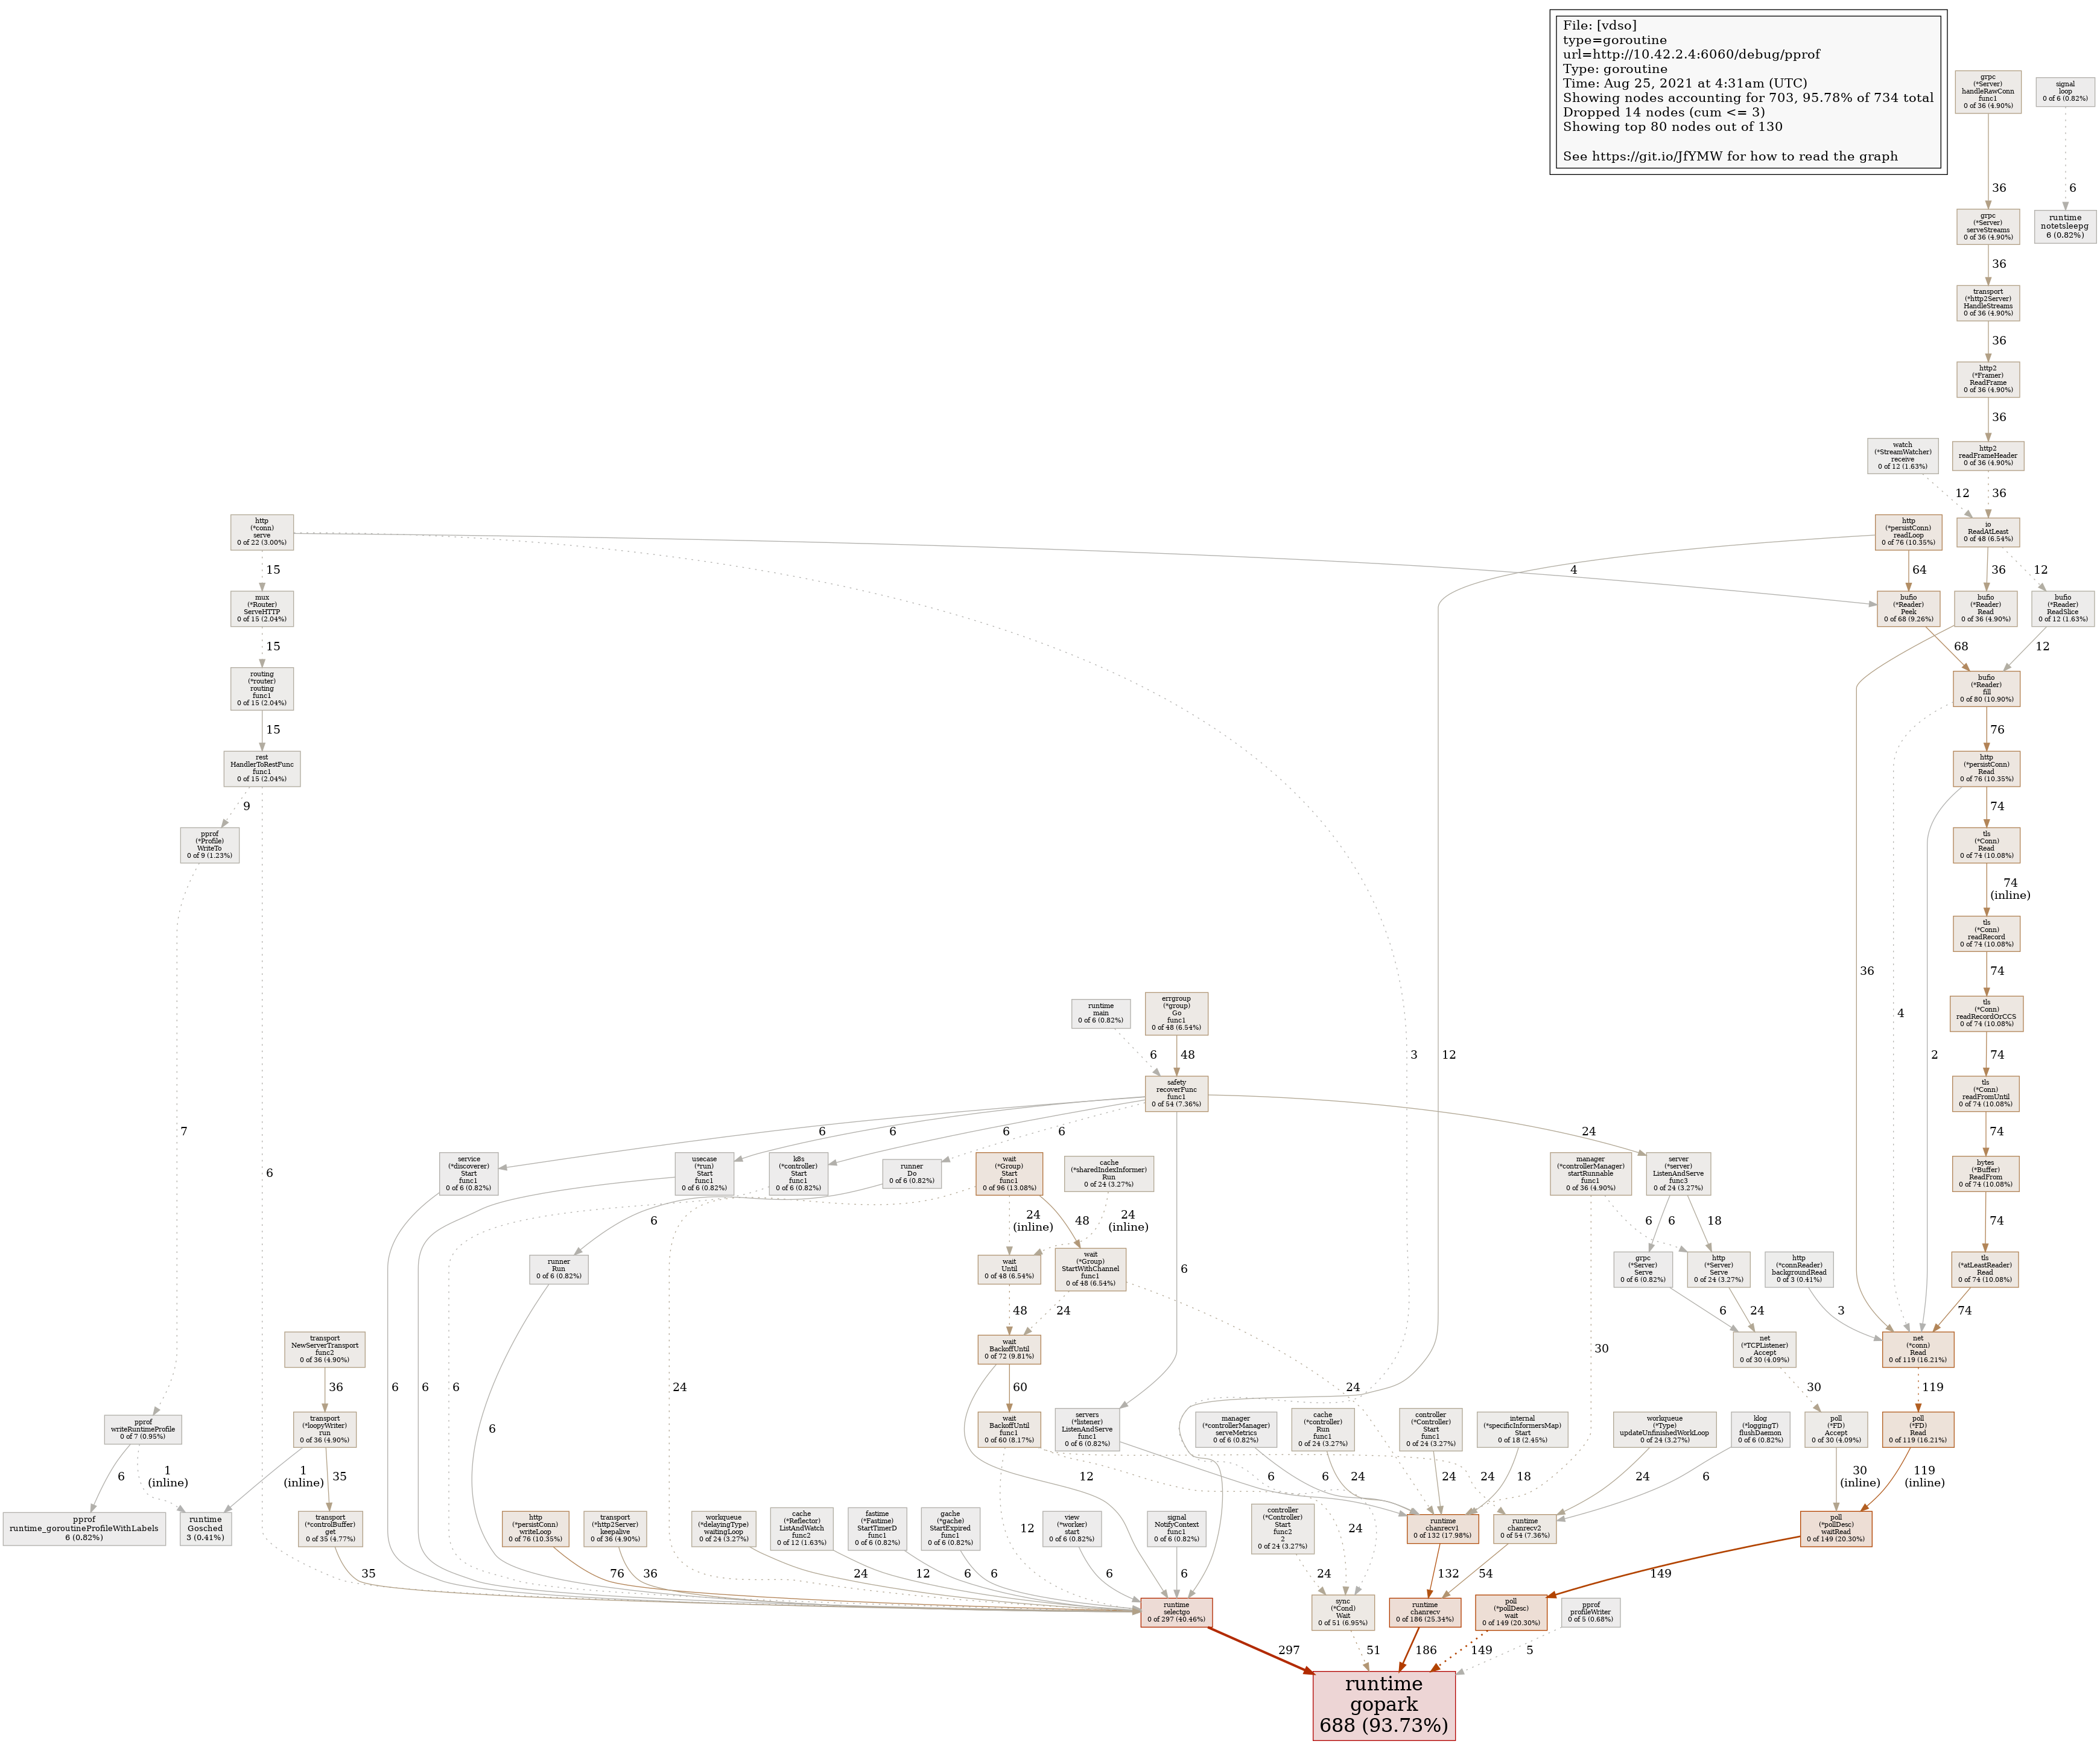 File: [vdso]
type=goroutine
url=http://10.42.2.4:6060/debug/pprof
Type: goroutine
Time: Aug 25, 2021 at 4:31am (UTC)
Showing nodes accounting for 703, 95.78% of 734 total
Dropped 14 nodes (cum <= 3)
Showing top 80 nodes out of 130
See https://git.io/JfYMW for how to read the graph
grpc
(*Server)
handleRawConn
func1
0 of 36 (4.90%)
signal
loop
0 of 6 (0.82%)
36
6
grpc
(*Server)
serveStreams
0 of 36 (4.90%)
runtime
notetsleepg
6 (0.82%)
36
transport
(*http2Server)
HandleStreams
0 of 36 (4.90%)
36
http2
(*Framer)
ReadFrame
0 of 36 (4.90%)
36
watch
(*StreamWatcher)
receive
0 of 12 (1.63%)
http2
readFrameHeader
0 of 36 (4.90%)
12
36
http
(*conn)
serve
0 of 22 (3.00%)
http
(*persistConn)
readLoop
0 of 76 (10.35%)
io
ReadAtLeast
0 of 48 (6.54%)
15
4
64
36
12
mux
(*Router)
ServeHTTP
0 of 15 (2.04%)
bufio
(*Reader)
Peek
0 of 68 (9.26%)
bufio
(*Reader)
Read
0 of 36 (4.90%)
bufio
(*Reader)
ReadSlice
0 of 12 (1.63%)
15
68
12
routing
(*router)
routing
func1
0 of 15 (2.04%)
bufio
(*Reader)
fill
0 of 80 (10.90%)
15
76
rest
HandlerToRestFunc
func1
0 of 15 (2.04%)
http
(*persistConn)
Read
0 of 76 (10.35%)
9
74
pprof
(*Profile)
WriteTo
0 of 9 (1.23%)
tls
(*Conn)
Read
0 of 74 (10.08%)
74
(inline)
tls
(*Conn)
readRecord
0 of 74 (10.08%)
36
4
2
3
12
74
runtime
main
0 of 6 (0.82%)
errgroup
(*group)
Go
func1
0 of 48 (6.54%)
tls
(*Conn)
readRecordOrCCS
0 of 74 (10.08%)
6
48
74
safety
recoverFunc
func1
0 of 54 (7.36%)
tls
(*Conn)
readFromUntil
0 of 74 (10.08%)
7
6
6
6
6
6
24
74
service
(*discoverer)
Start
func1
0 of 6 (0.82%)
usecase
(*run)
Start
func1
0 of 6 (0.82%)
k8s
(*controller)
Start
func1
0 of 6 (0.82%)
runner
Do
0 of 6 (0.82%)
wait
(*Group)
Start
func1
0 of 96 (13.08%)
cache
(*sharedIndexInformer)
Run
0 of 24 (3.27%)
manager
(*controllerManager)
startRunnable
func1
0 of 36 (4.90%)
server
(*server)
ListenAndServe
func3
0 of 24 (3.27%)
bytes
(*Buffer)
ReadFrom
0 of 74 (10.08%)
6
24
(inline)
48
24
(inline)
6
6
18
74
runner
Run
0 of 6 (0.82%)
wait
Until
0 of 48 (6.54%)
wait
(*Group)
StartWithChannel
func1
0 of 48 (6.54%)
6
grpc
(*Server)
Serve
0 of 6 (0.82%)
http
(*Server)
Serve
0 of 24 (3.27%)
http
(*connReader)
backgroundRead
0 of 3 (0.41%)
tls
(*atLeastReader)
Read
0 of 74 (10.08%)
48
24
6
24
3
74
transport
NewServerTransport
func2
0 of 36 (4.90%)
wait
BackoffUntil
0 of 72 (9.81%)
30
net
(*TCPListener)
Accept
0 of 30 (4.09%)
net
(*conn)
Read
0 of 119 (16.21%)
36
6
6
6
24
60
24
30
119
pprof
writeRuntimeProfile
0 of 7 (0.95%)
transport
(*loopyWriter)
run
0 of 36 (4.90%)
6
wait
BackoffUntil
func1
0 of 60 (8.17%)
servers
(*listener)
ListenAndServe
func1
0 of 6 (0.82%)
manager
(*controllerManager)
serveMetrics
0 of 6 (0.82%)
cache
(*controller)
Run
func1
0 of 24 (3.27%)
controller
(*Controller)
Start
func1
0 of 24 (3.27%)
internal
(*specificInformersMap)
Start
0 of 18 (2.45%)
workqueue
(*Type)
updateUnfinishedWorkLoop
0 of 24 (3.27%)
klog
(*loggingT)
flushDaemon
0 of 6 (0.82%)
poll
(*FD)
Accept
0 of 30 (4.09%)
poll
(*FD)
Read
0 of 119 (16.21%)
6
1
(inline)
1
(inline)
35
12
6
6
24
24
24
18
24
6
30
(inline)
119
(inline)
pprof
runtime_goroutineProfileWithLabels
6 (0.82%)
runtime
Gosched
3 (0.41%)
transport
(*controlBuffer)
get
0 of 35 (4.77%)
http
(*persistConn)
writeLoop
0 of 76 (10.35%)
transport
(*http2Server)
keepalive
0 of 36 (4.90%)
workqueue
(*delayingType)
waitingLoop
0 of 24 (3.27%)
cache
(*Reflector)
ListAndWatch
func2
0 of 12 (1.63%)
fastime
(*Fastime)
StartTimerD
func1
0 of 6 (0.82%)
gache
(*gache)
StartExpired
func1
0 of 6 (0.82%)
12
view
(*worker)
start
0 of 6 (0.82%)
signal
NotifyContext
func1
0 of 6 (0.82%)
controller
(*Controller)
Start
func2
2
0 of 24 (3.27%)
24
runtime
chanrecv1
0 of 132 (17.98%)
runtime
chanrecv2
0 of 54 (7.36%)
poll
(*pollDesc)
waitRead
0 of 149 (20.30%)
35
76
36
24
12
6
6
6
6
24
132
54
149
runtime
selectgo
0 of 297 (40.46%)
sync
(*Cond)
Wait
0 of 51 (6.95%)
runtime
chanrecv
0 of 186 (25.34%)
poll
(*pollDesc)
wait
0 of 149 (20.30%)
pprof
profileWriter
0 of 5 (0.68%)
297
51
186
149
5
runtime
gopark
688 (93.73%)